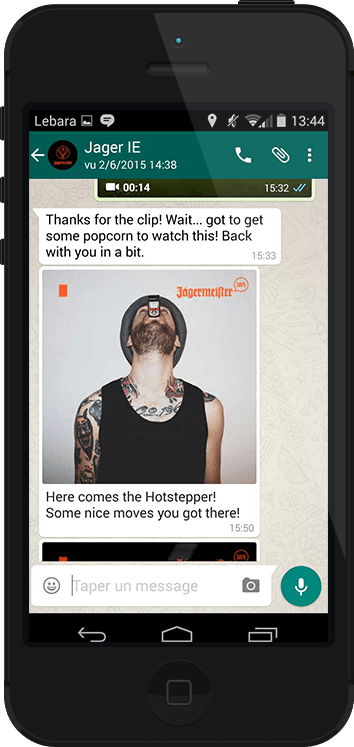 Lebara
13:44
Jager IE
vu 2/6/2015 14:38
00:14
15:32
Thanks for the clip! Wait... got to get
some popcorn to watch this! Back
with you in a bit.
15:33
Jägermeister SAYS
Here comes the Hotstepper!
Some nice moves you got there!
15:50
Taper un message